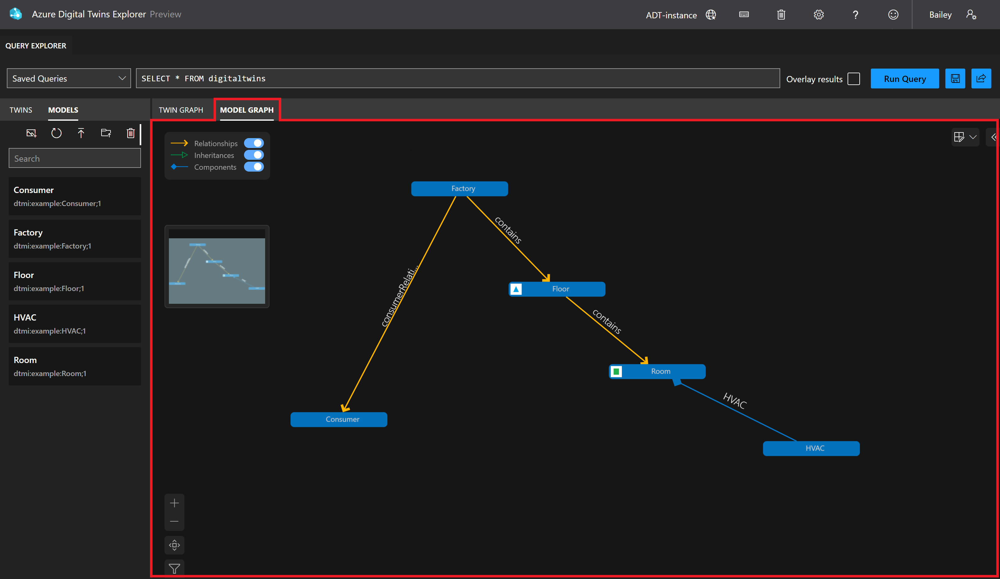 Azure Digital Twins Explorer Preview
ADT-instance
?
Bailey
QUERY EXPLORER
Saved Queries
SELECT * FROM digitaltwins
Overlay results
Run Query
TWINS
MODELS
TWIN GRAPH
MODEL GRAPH
Search
Consumer
dtmi:example:Consumer;1
Factory
dtmi:example:Factory;1
Floor
dtmi:example:Floor;1
HVAC
dtmi:example:HVAC;1
Room
dtmi:example:Room;1
Relationships
Inheritances
Components
Factory
contains
consumerRelati...
Floor
contains
Room
HVAC
Consumer
HVAC